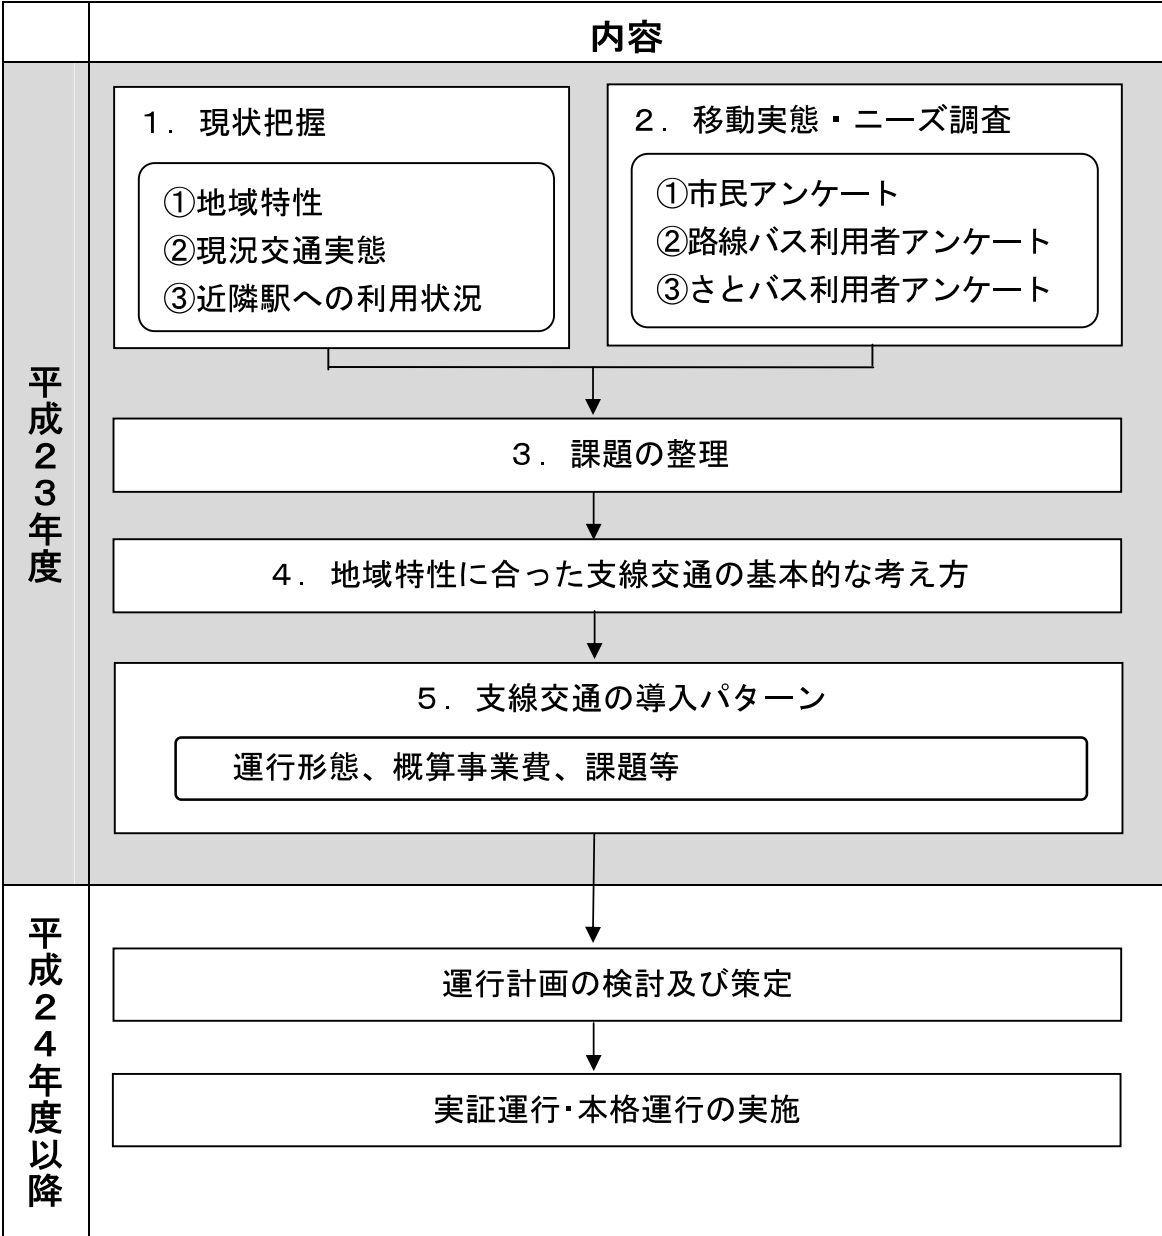 内容
平成23年度
1．現状把握
①地域特性
②現況交通実態
③近隣駅への利用状況
2．移動実態・ニーズ調査
①市民アンケート
②路線バス利用者アンケート
③さとバス利用者アンケート
3．課題の整理
4．地域特性に合った支線交通の基本的な考え方
5．支線交通の導入パターン
運行形態、概算事業費、課題等
平成24年度以降
運行計画の検討及び策定
実証運行・本格運行の実施